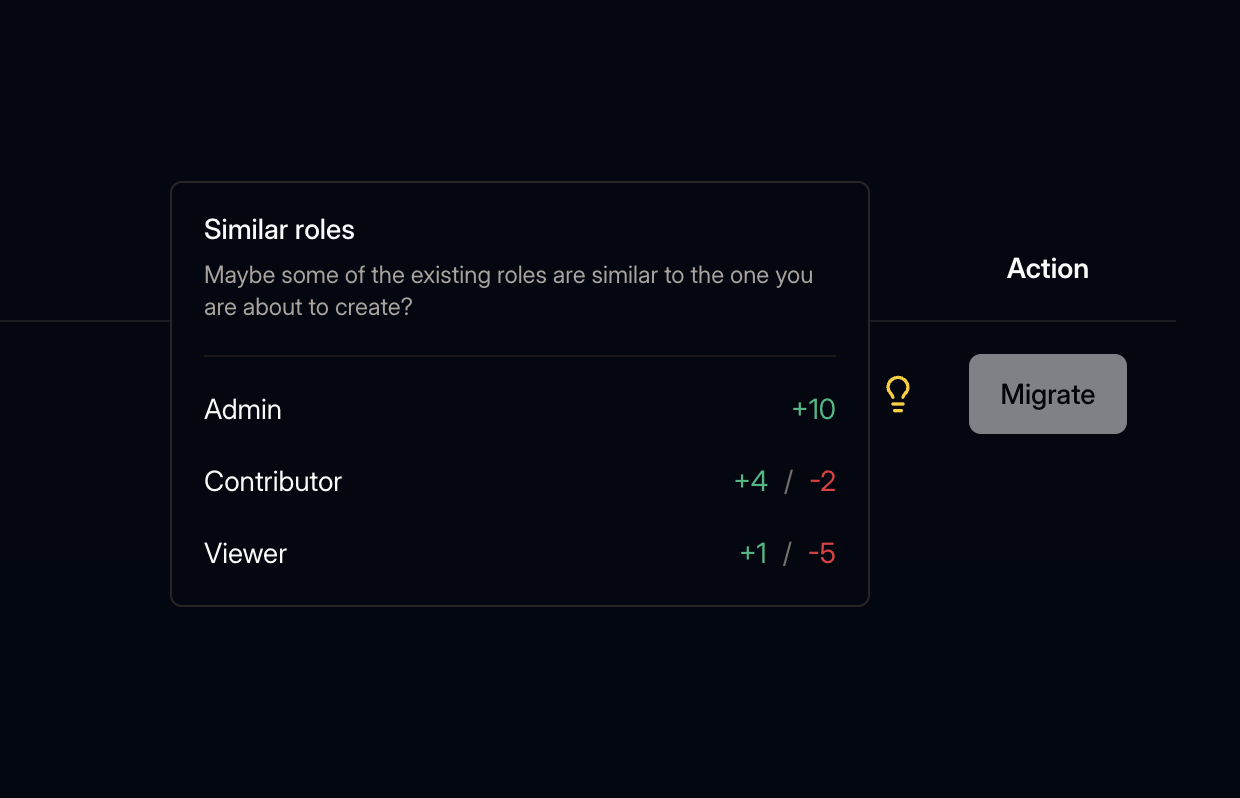 Similar roles
Maybe some of the existing roles are similar to the one you
are about to create?
Action
Admin +10
Migrate
Contributor +4 / -2
Viewer +1 / -5